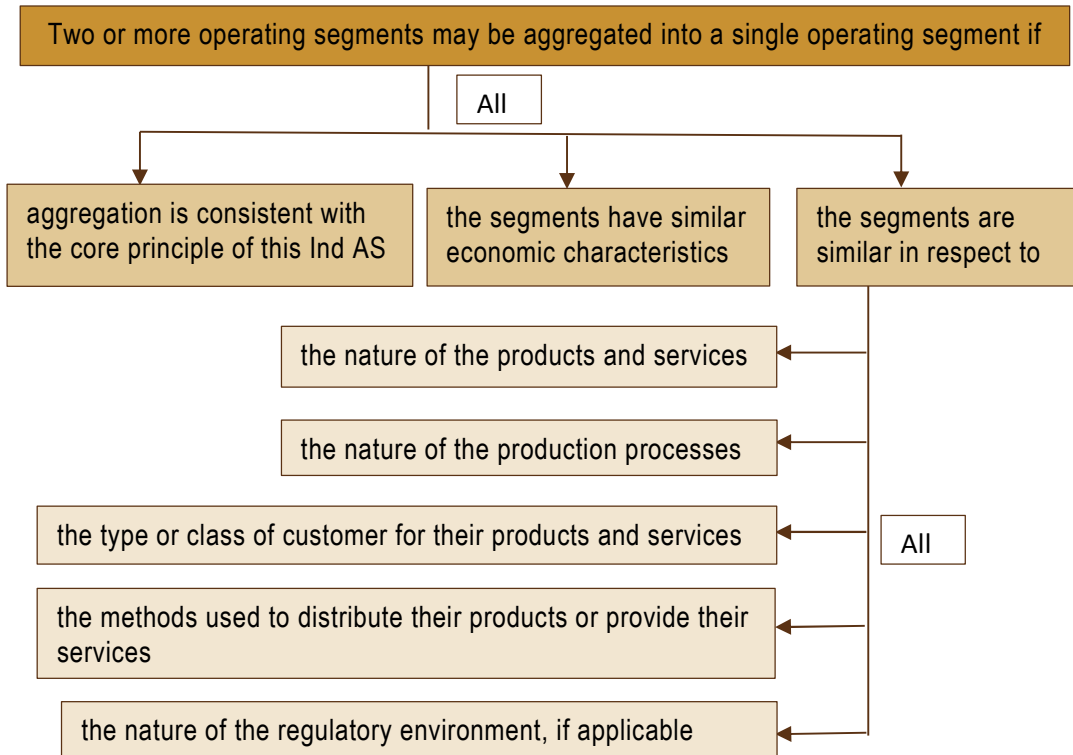 Two or more operating segments may be aggregated into a single operating segment if
All
aggregation is consistent with
the core principle of this Ind AS
the segments have similar
economic characteristics
the segments are
similar in respect to
the nature of the products and services
the nature of the production processes
the type or class of customer for their products and services
All
the methods used to distribute their products or provide their
services
the nature of the regulatory environment, if applicable